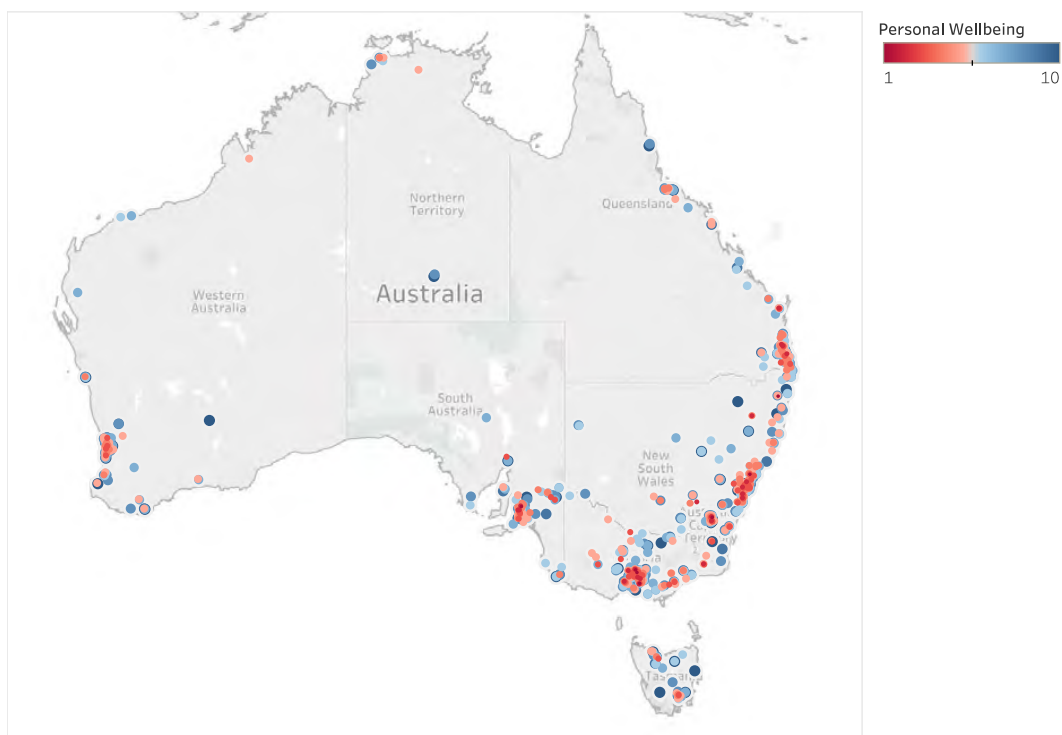 Personal Wellbeing
1 10
Northern
Territory
Queensland
Western
Australia
Australia
South
Australia
New
South
Wales